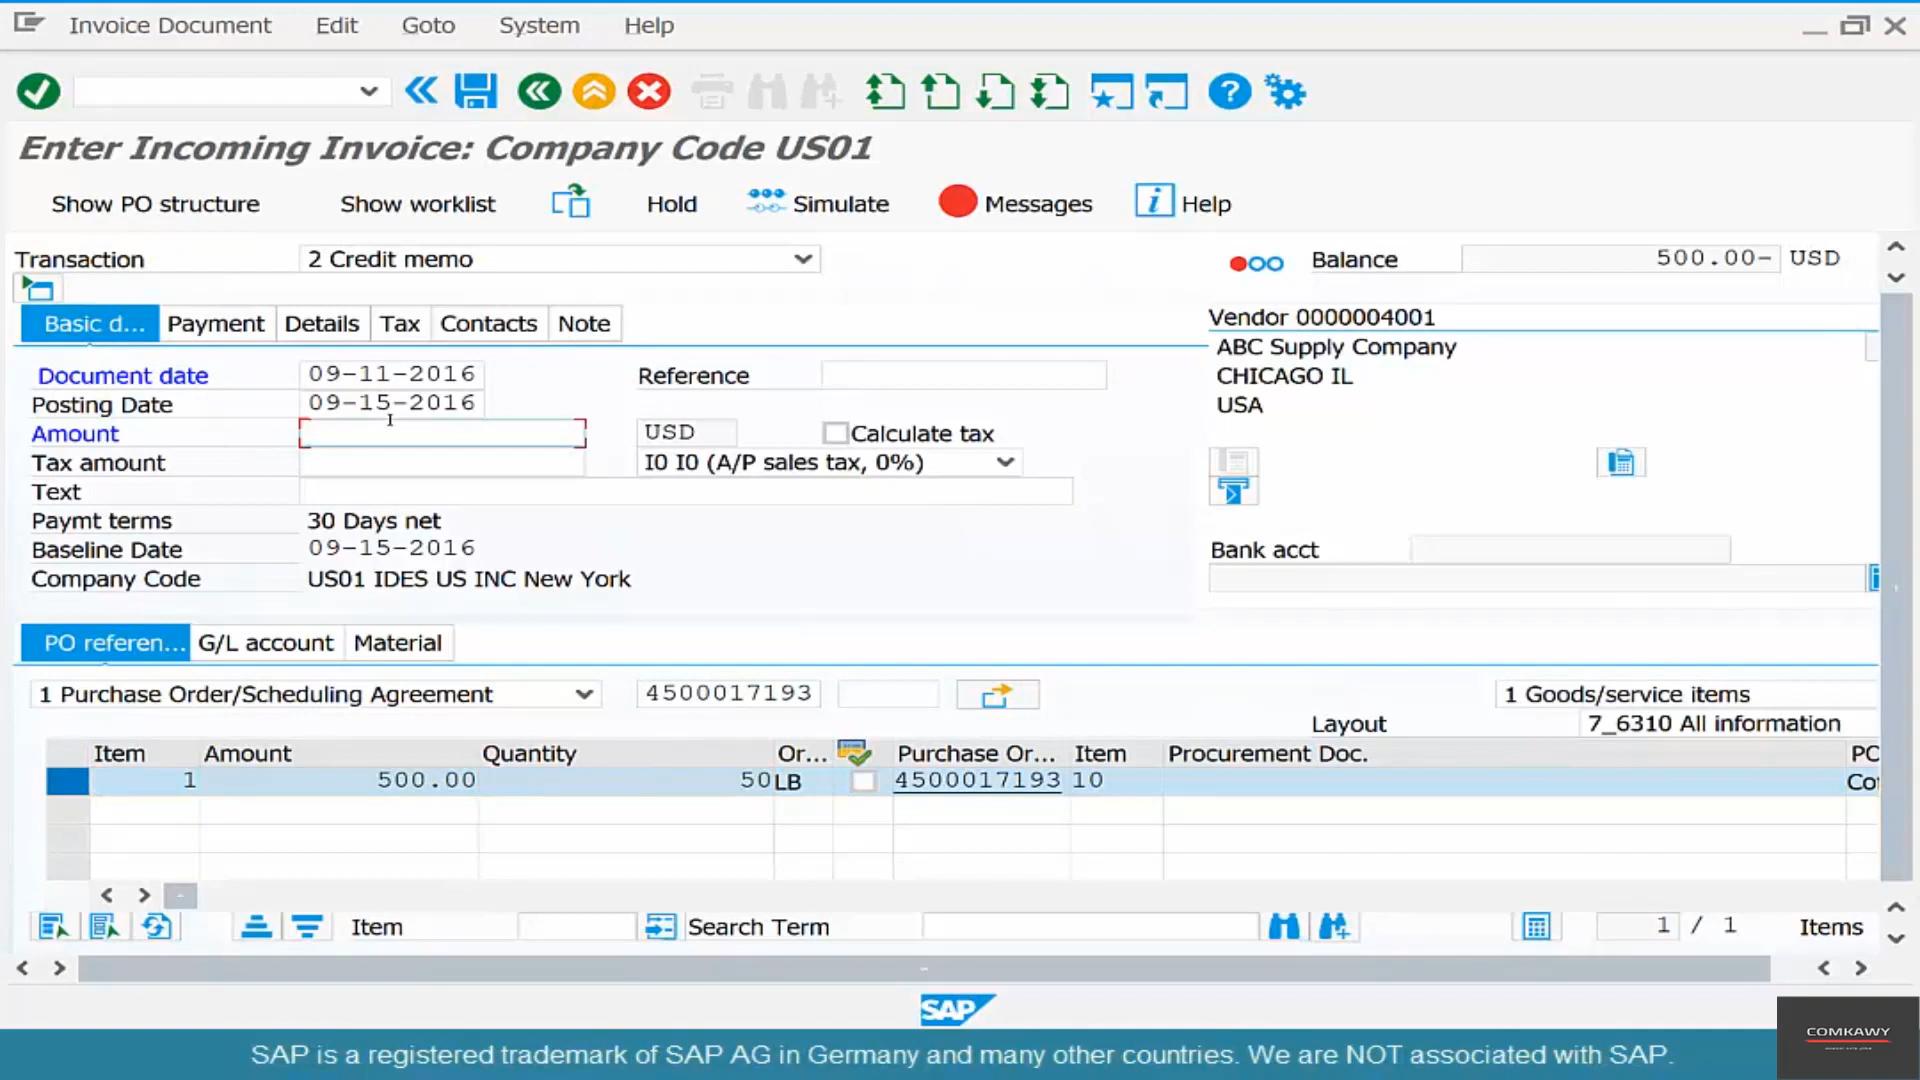 Invoice Document Edit Goto System Help
Enter Incoming Invoice: Company Code US01
Show PO structure Show worklist Hold Simulate Messages Help
Transaction 2 Credit memo Balance 500.00- USD
Basic d... Payment Details Tax Contacts Note
Vendor 0000004001
ABC Supply Company
Document date 09-11-2016 Reference CHICAGO IL
Posting Date 09-15-2016 USA
Amount USD Calculate tax
Tax amount I0 I0 (A/P sales tax, 0%)
Text
Paymt terms 30 Days net
Baseline Date 09-15-2016 Bank acct
Company Code US01 IDES US INC New York
PO referen... G/L account Material
1 Purchase Order/Scheduling Agreement 4500017193 1 Goods/service items
Layout 7_6310 All information
Item Amount Quantity Or... Purchase Or... Item Procurement Doc. PO
1 500.00 50 LB 4500017193 10 Cot
Item Search Term 1 / 1 Items
SAP
COMKAWY
SAP is a registered trademark of SAP AG in Germany and many other countries. We are NOT associated with SAP.